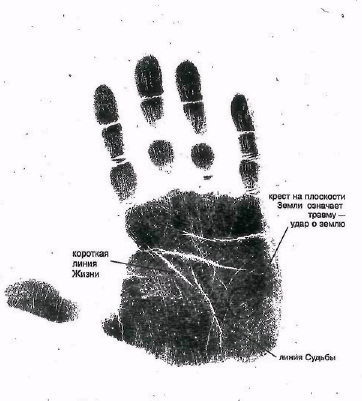 крест на плоскости
Земли означает
травму —
удар о землю
короткая
линия
Жизни
линия Судьбы